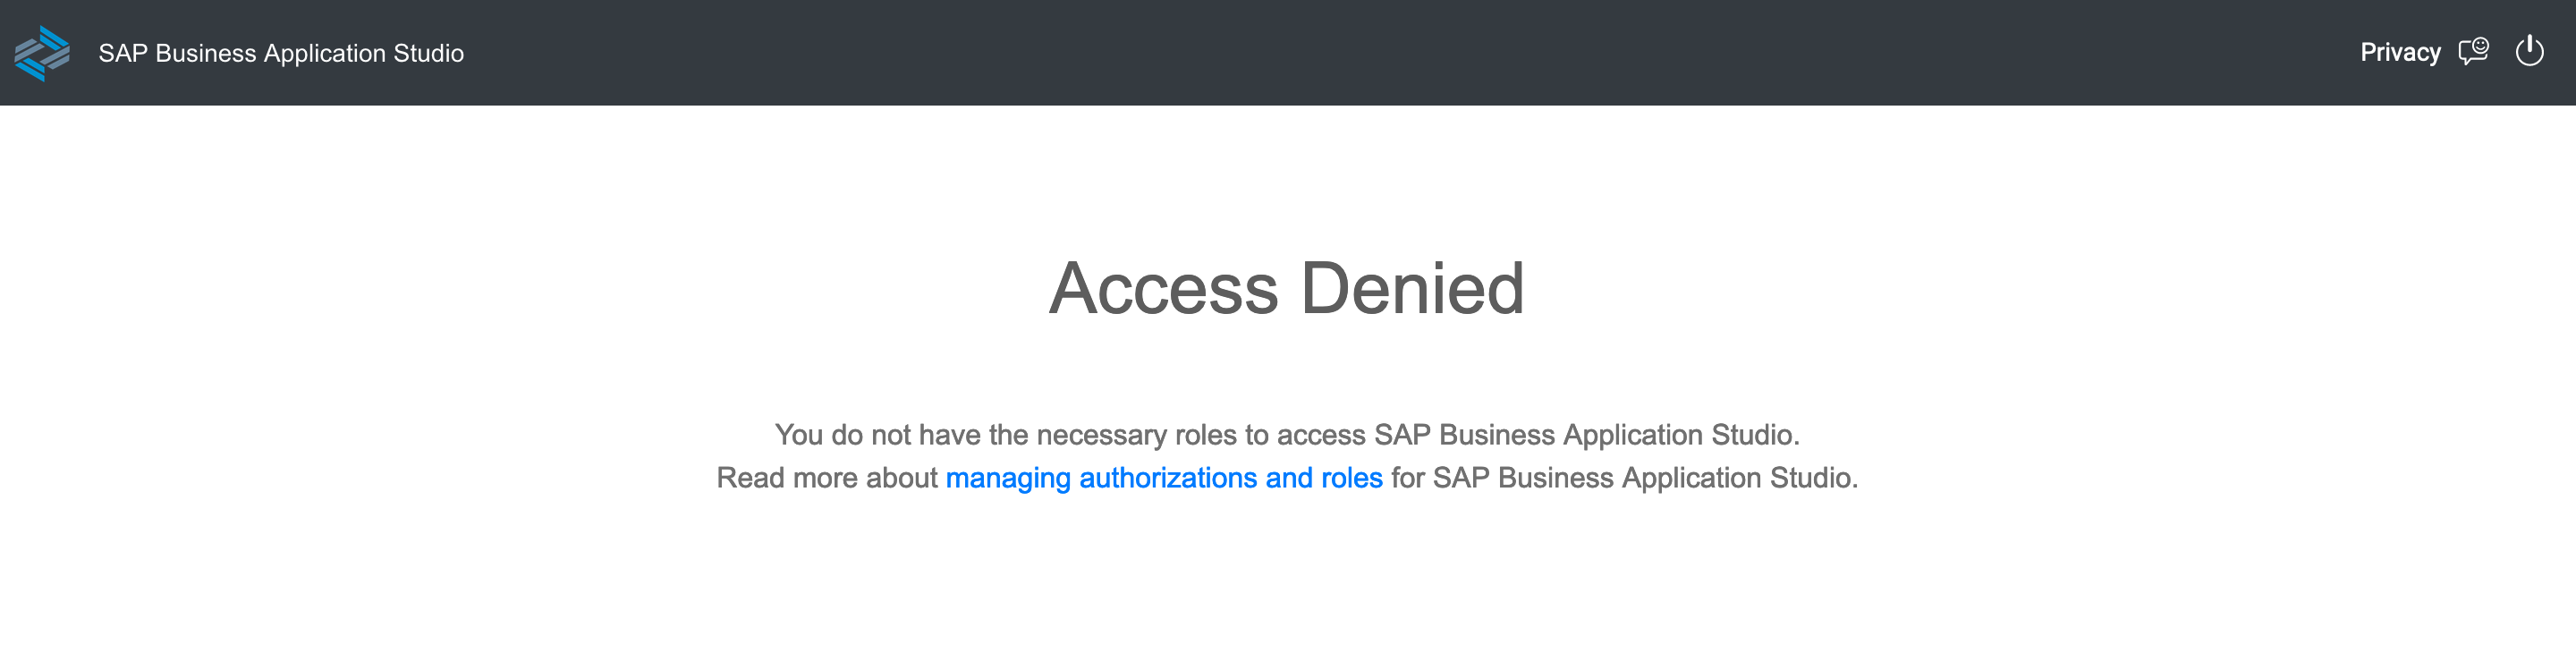 SAP Business Application Studio
Privacy
Access Denied
You do not have the necessary roles to access SAP Business Application Studio.
Read more about managing authorizations and roles for SAP Business Application Studio.